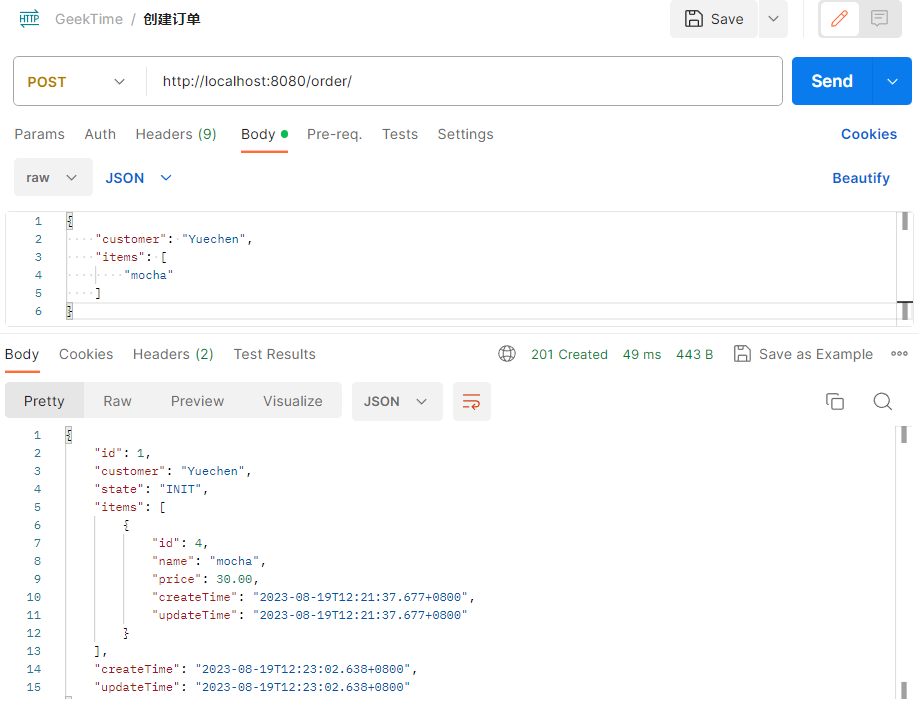 HTTP GeekTime / 创建订单 Save
POST http://localhost:8080/order/ Send
Params Auth Headers (9) Body Pre-req. Tests Settings Cookies
raw JSON Beautify
1 {
2 "customer": "Yuechen",
3 "items": [
4 "mocha"
5 ]
6 }
Body Cookies Headers (2) Test Results 201 Created 49 ms 443 B Save as Example
Pretty Raw Preview Visualize JSON
1 {
2 "id": 1,
3 "customer": "Yuechen",
4 "state": "INIT",
5 "items": [
6 {
7 "id": 4,
8 "name": "mocha",
9 "price": 30.00,
10 "createTime": "2023-08-19T12:21:37.677+0800",
11 "updateTime": "2023-08-19T12:21:37.677+0800"
12 }
13 ],
14 "createTime": "2023-08-19T12:23:02.638+0800",
15 "updateTime": "2023-08-19T12:23:02.638+0800"